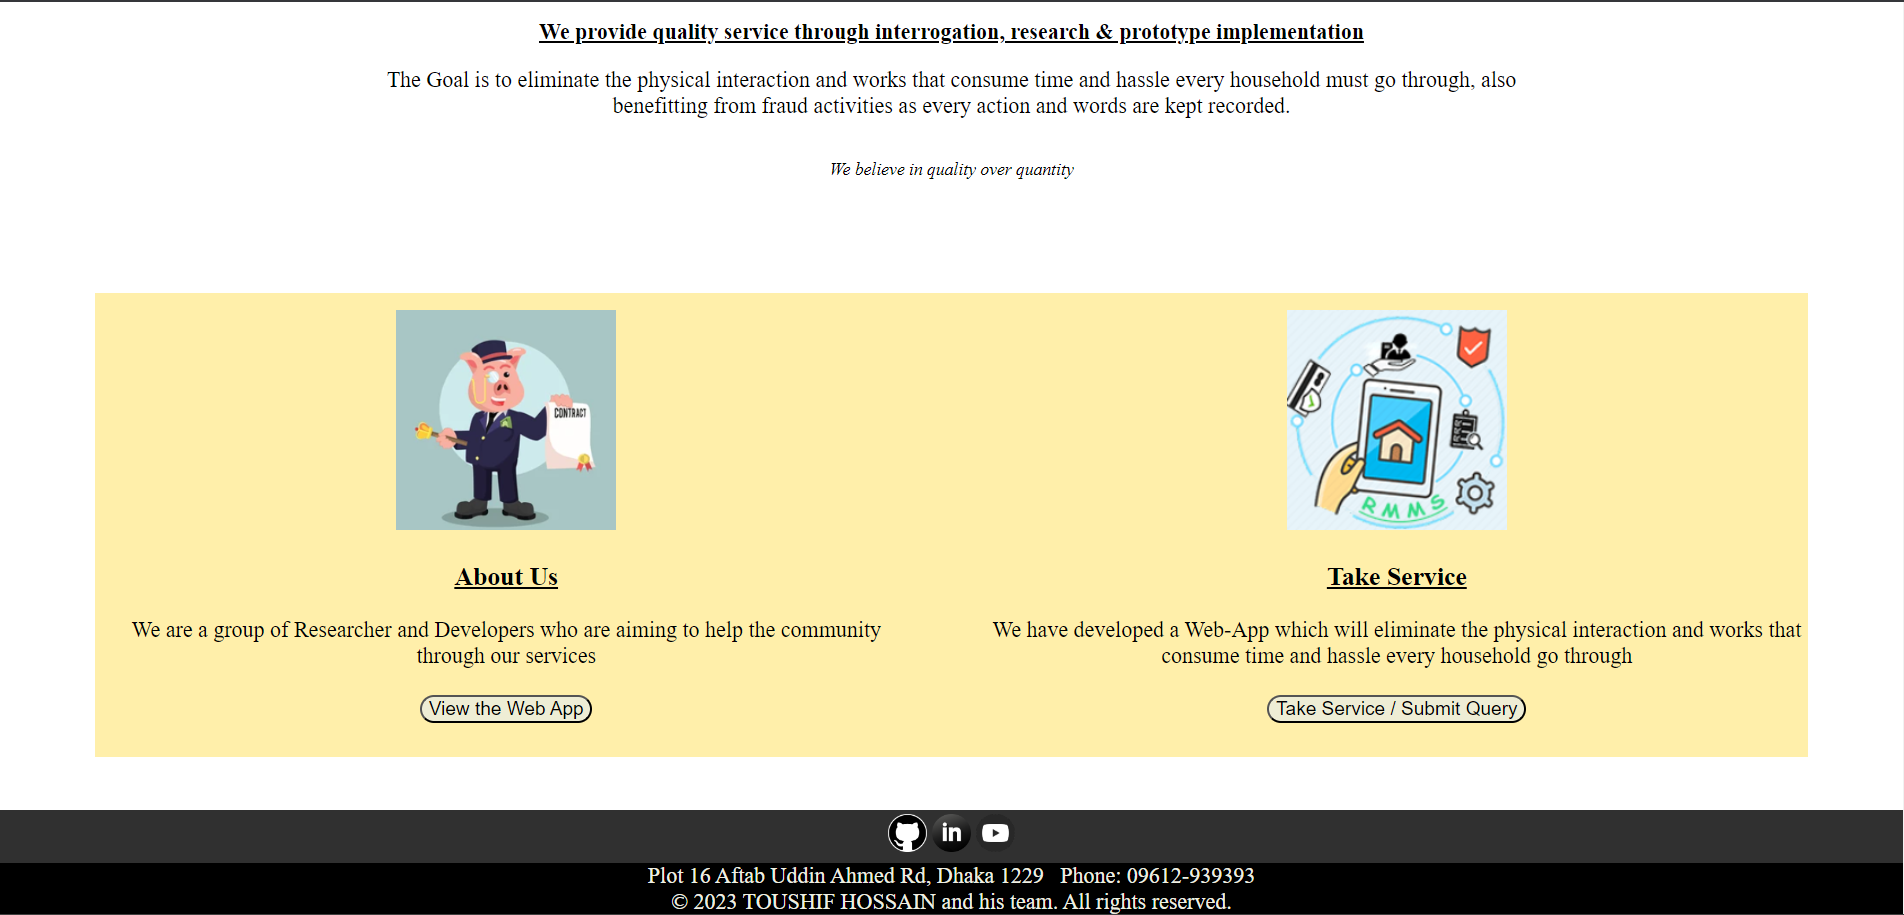 We provide quality service through interrogation, research & prototype implementation
The Goal is to eliminate the physical interaction and works that consume time and hassle every household must go through, also
benefitting from fraud activities as every action and words are kept recorded.
We believe in quality over quantity
CONTRACT
RMMS
About Us
We are a group of Researcher and Developers who are aiming to help the community
through our services
View the Web App
Take Service
We have developed a Web-App which will eliminate the physical interaction and works that
consume time and hassle every household go through
Take Service / Submit Query
in
Plot 16 Aftab Uddin Ahmed Rd, Dhaka 1229 Phone: 09612-939393
© 2023 TOUSHIF HOSSAIN and his team. All rights reserved.